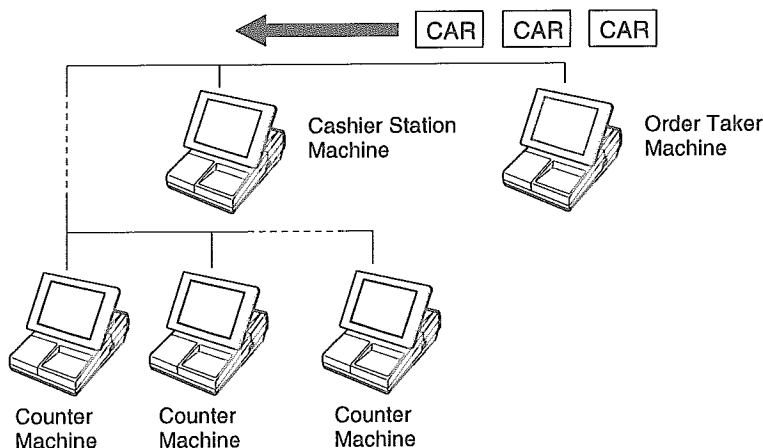 CAR CAR CAR
Cashier Station
Machine
Order Taker
Machine
Counter
Machine
Counter
Machine
Counter
Machine